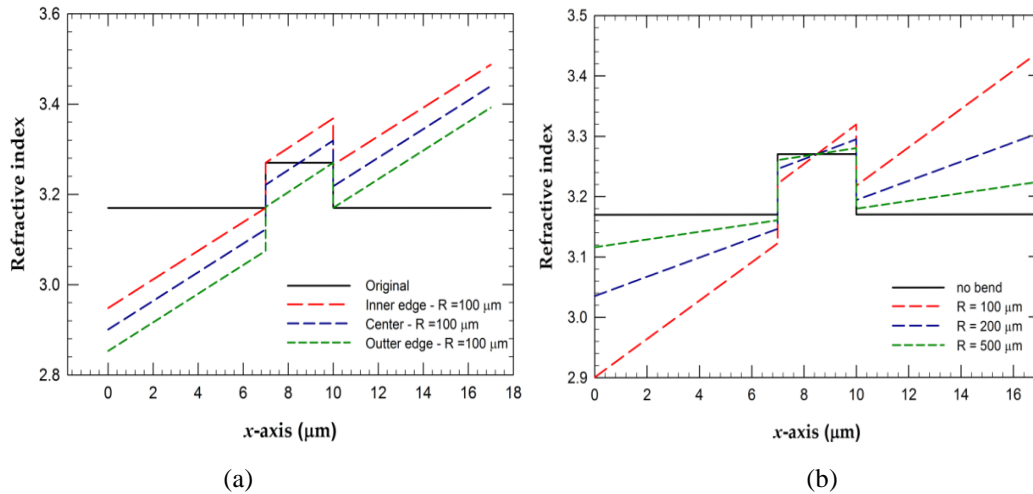 3.6
3.4
3.2
3.0
2.8
Refractive index
0 2 4 6 8 10 12 14 16 18
x-axis (μm)
Original
Inner edge - R =100 μm
Center - R =100 μm
Outter edge - R =100 μm
(a)
3.5
3.4
3.3
3.2
3.1
3.0
2.9
Refractive index
0 2 4 6 8 10 12 14 16
x-axis (μm)
no bend
R = 100 μm
R = 200 μm
R = 500 μm
(b)